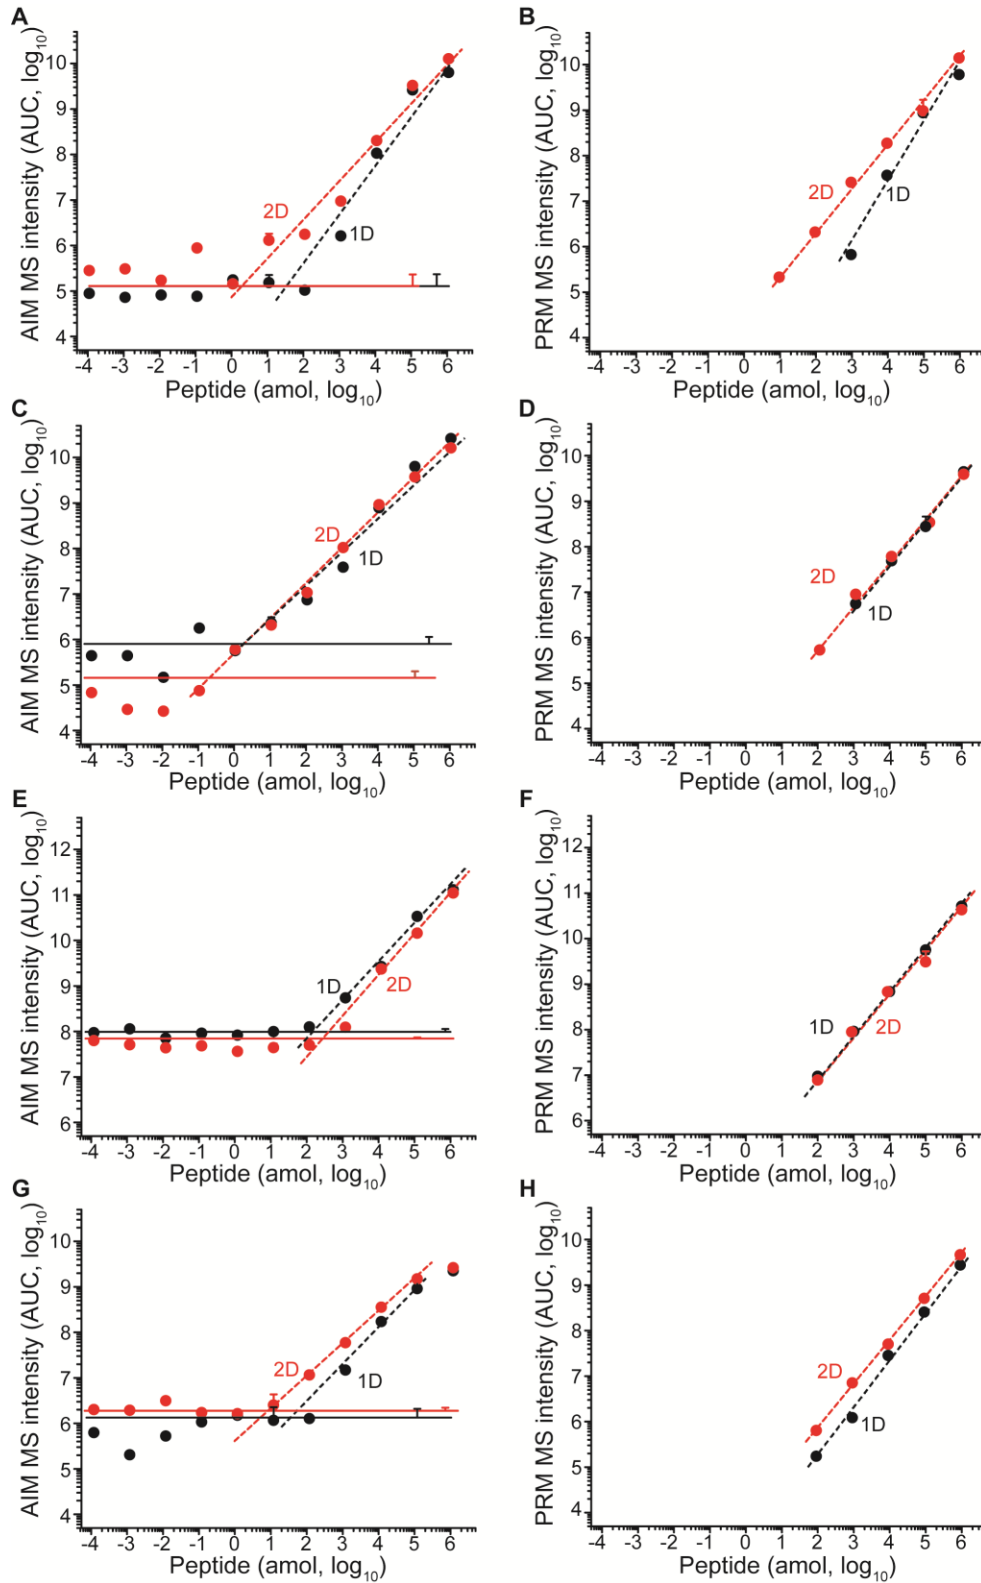 A
AIM MS intensity (AUC, log10)
10
9
8
7
6
5
4
2D
1D
-4 -3 -2 -1 0 1 2 3 4 5 6
Peptide (amol, log10)
B
PRM MS intensity (AUC, log10)
10
9
8
7
6
5
4
2D
1D
-4 -3 -2 -1 0 1 2 3 4 5 6
Peptide (amol, log10)
C
AIM MS intensity (AUC, log10)
10
9
8
7
6
5
4
2D
1D
-4 -3 -2 -1 0 1 2 3 4 5 6
Peptide (amol, log10)
D
PRM MS intensity (AUC, log10)
10
9
8
7
6
5
4
2D
1D
-4 -3 -2 -1 0 1 2 3 4 5 6
Peptide (amol, log10)
E
AIM MS intensity (AUC, log10)
12
11
10
9
8
7
6
1D
2D
-4 -3 -2 -1 0 1 2 3 4 5 6
Peptide (amol, log10)
F
PRM MS intensity (AUC, log10)
12
11
10
9
8
7
6
1D
2D
-4 -3 -2 -1 0 1 2 3 4 5 6
Peptide (amol, log10)
G
AIM MS intensity (AUC, log10)
10
9
8
7
6
5
4
2D
1D
-4 -3 -2 -1 0 1 2 3 4 5 6
Peptide (amol, log10)
H
PRM MS intensity (AUC, log10)
10
9
8
7
6
5
4
2D
1D
-4 -3 -2 -1 0 1 2 3 4 5 6
Peptide (amol, log10)